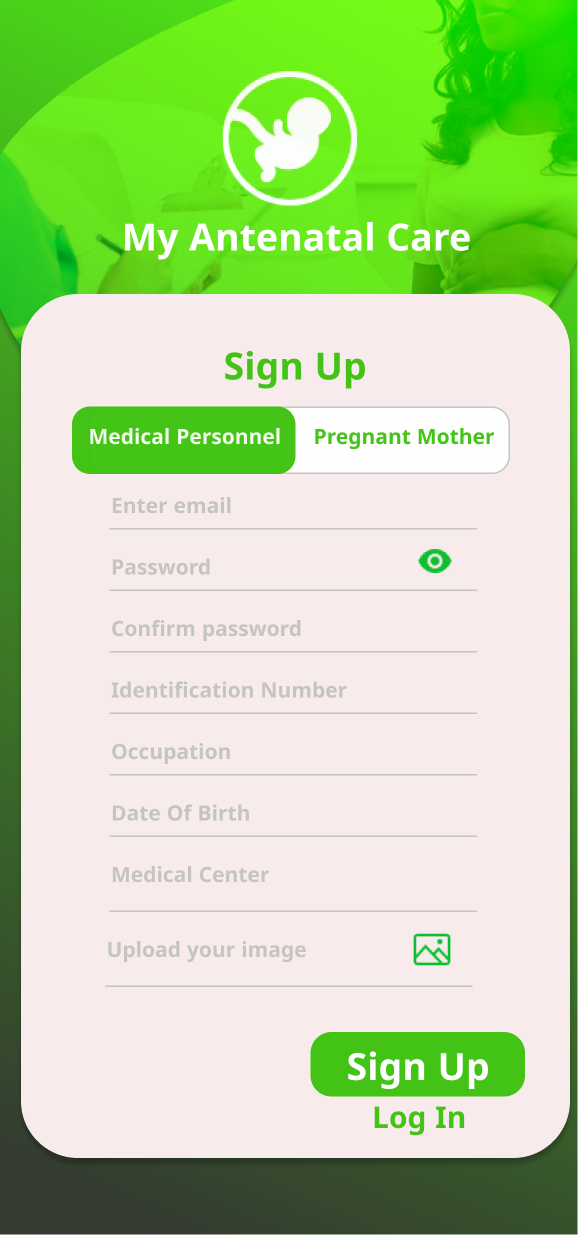 My Antenatal Care
Sign Up
Medical Personnel Pregnant Mother
Enter email
Password
Confirm password
Identification Number
Occupation
Date Of Birth
Medical Center
Upload your image
Sign Up
Log In